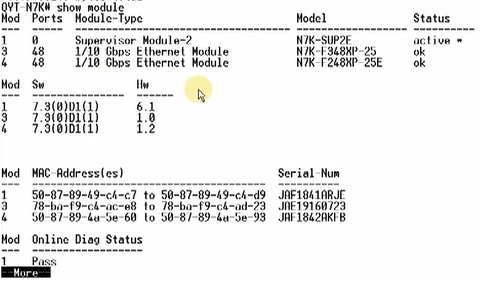 QYT-N7K# show module
Mod  Ports  Module-Type                         Model              Status
---  -----  ----------------------------------- ------------------ ----------
1    0      Supervisor Module-2                 N7K-SUP2E          active *
3    48     1/10 Gbps Ethernet Module           N7K-F348XP-25      ok
4    48     1/10 Gbps Ethernet Module           N7K-F248XP-25E     ok
Mod  Sw              Hw
---  --------------  ------
1    7.3(0)D1(1)     6.1
3    7.3(0)D1(1)     1.0
4    7.3(0)D1(1)     1.2
Mod  MAC-Address(es)                         Serial-Num
---  --------------------------------------  ----------
1    50-87-89-49-c4-c7 to 50-87-89-49-c4-d9  JAF1841ARJE
3    78-ba-f9-c4-ac-e8 to 78-ba-f9-c4-ad-23  JAE19160723
4    50-87-89-4a-5e-60 to 50-87-89-4a-5e-93  JAF1842AKFB
Mod  Online Diag Status
---  ------------------
1    Pass
--More--